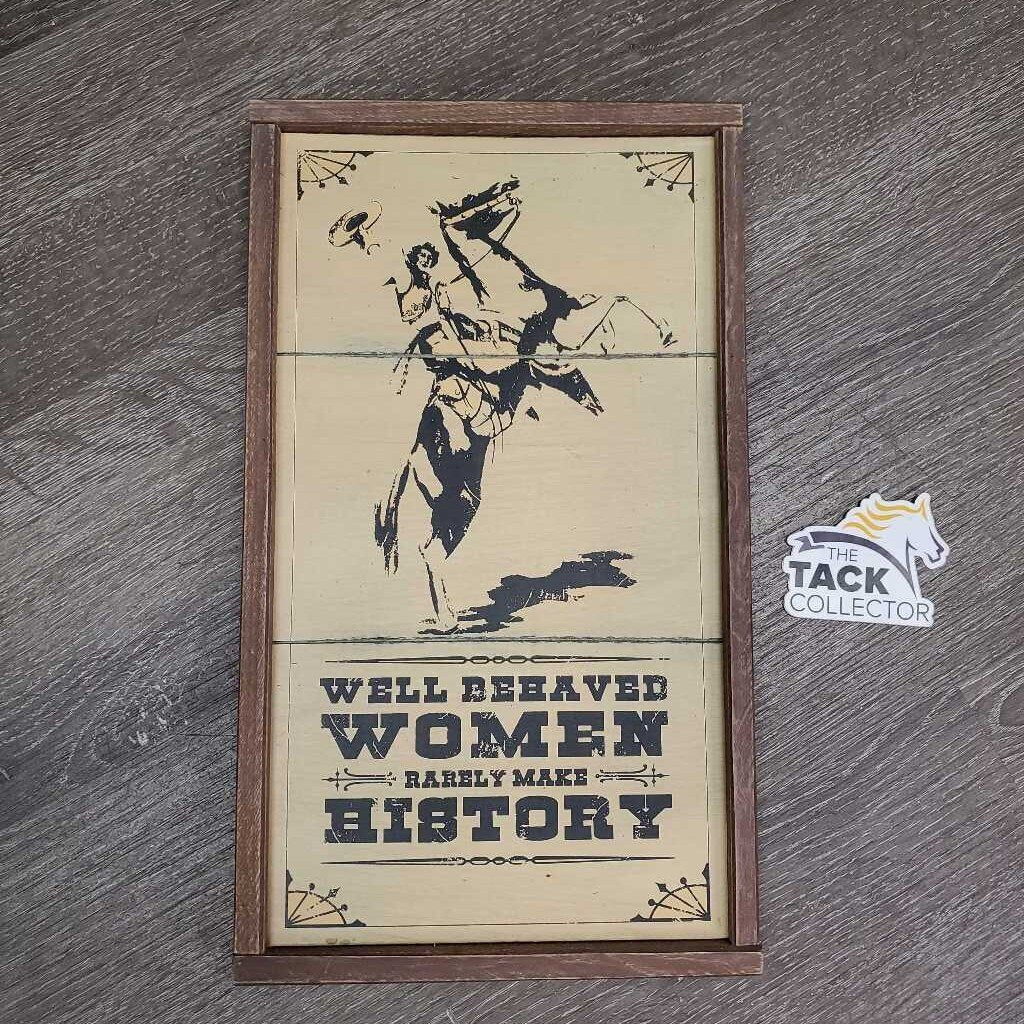 WELL BEHAVED
WOMEN
RARELY MAKE
HISTORY
THE
TACK
COLLECTOR